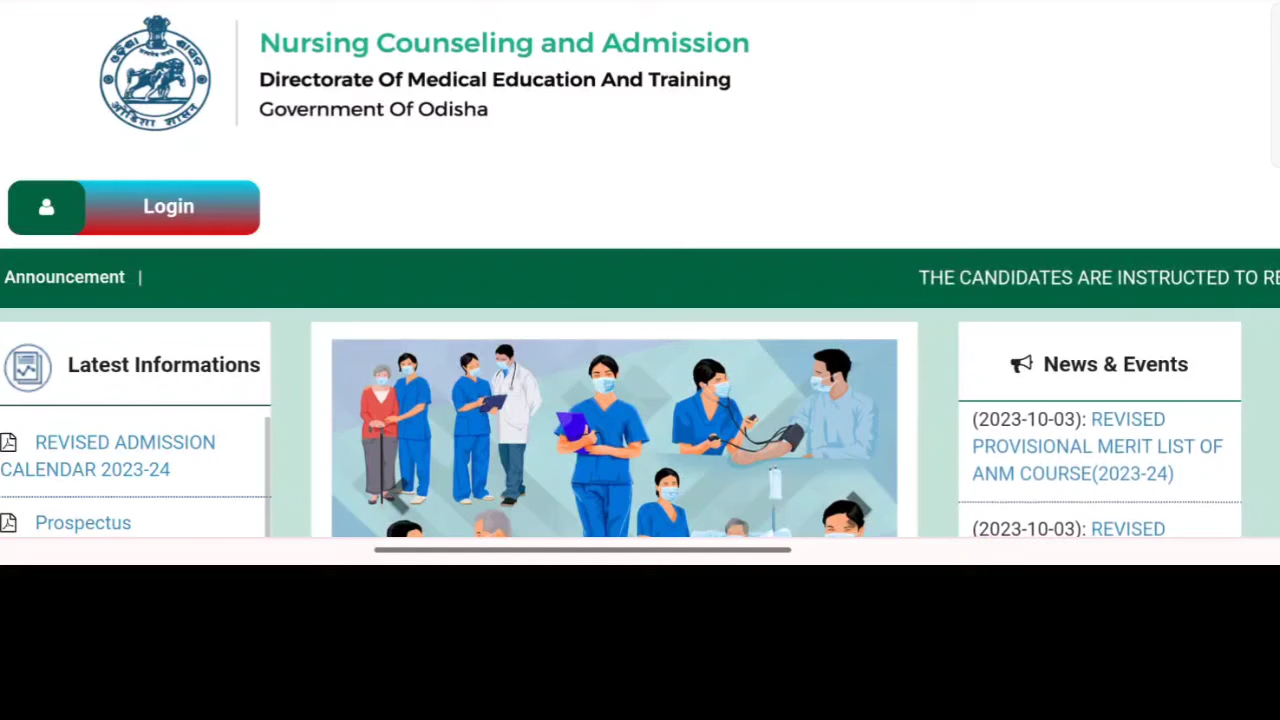 Nursing Counseling and Admission
Directorate Of Medical Education And Training
Government Of Odisha
Login
Announcement |
THE CANDIDATES ARE INSTRUCTED TO RE
Latest Informations
REVISED ADMISSION
CALENDAR 2023-24
Prospectus
News & Events
(2023-10-03): REVISED
PROVISIONAL MERIT LIST OF
ANM COURSE(2023-24)
(2023-10-03): REVISED